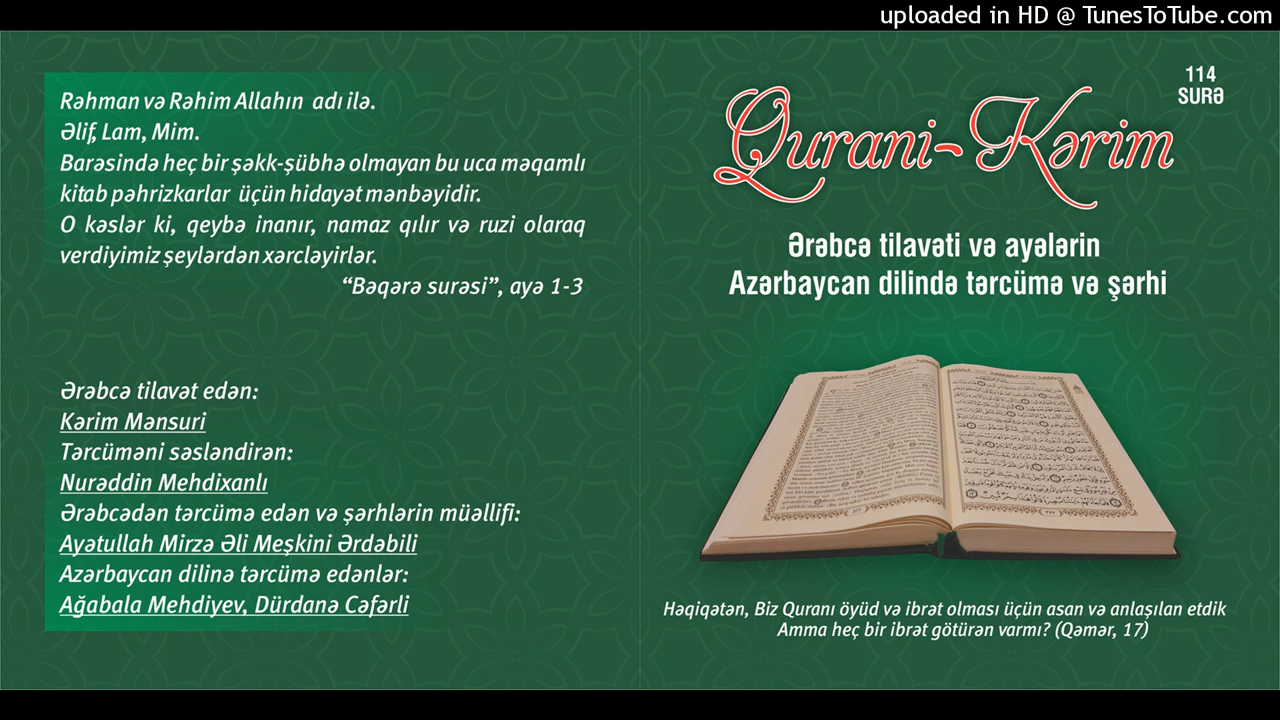 uploaded in HD @ TunesToTube.com
Rəhman və Rəhim Allahın adı ilə.
Əlif, Lam, Mim.
Barəsində heç bir şəkk-şübhə olmayan bu uca məqamlı
kitab pəhrizkarlar üçün hidayət mənbəyidir.
O kəslər ki, qeybə inanır, namaz qılır və ruzi olaraq
verdiyimiz şeylərdən xərcləyirlər.
“Bəqərə surəsi”, ayə 1-3
Ərəbcə tilavət edən:
Kərim Mənsuri
Tərcüməni səsləndirən:
Nurəddin Mehdixanlı
Ərəbcədən tərcümə edən və şərhlərin müəllifi:
Ayətullah Mirzə Əli Meşkini Ərdəbili
Azərbaycan dilinə tərcümə edənlər:
Ağabala Mehdiyev, Dürdanə Cəfərli
114
SURƏ
Qurani-Kərim
Ərəbcə tilavəti və ayələrin
Azərbaycan dilində tərcümə və şərhi
Həqiqətən, Biz Quranı öyüd və ibrət olması üçün asan və anlaşılan etdik
Amma heç bir ibrət götürən varmı? (Qəmər, 17)